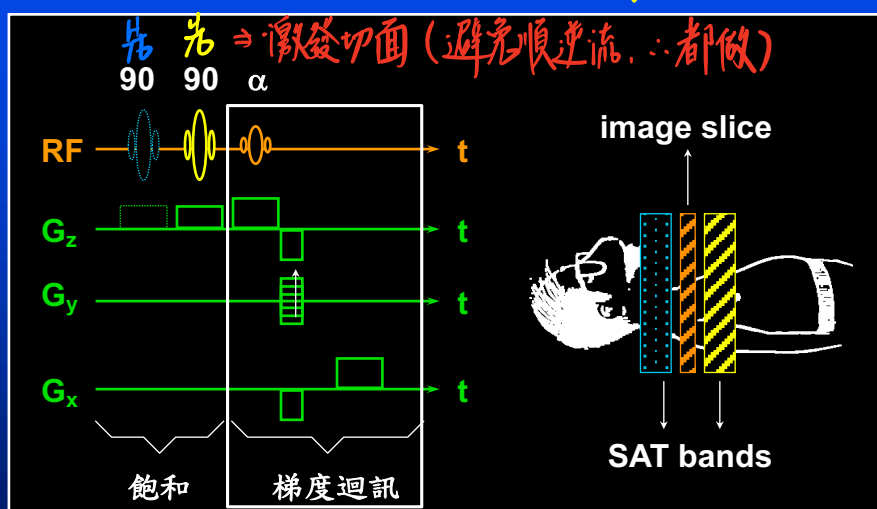 先 先 ⇒激發切面(避免順逆流,∴都做)
90 90 α
RF t
image slice
Gz t
Gy t
Gx t
SAT bands
飽和 梯度迴訊